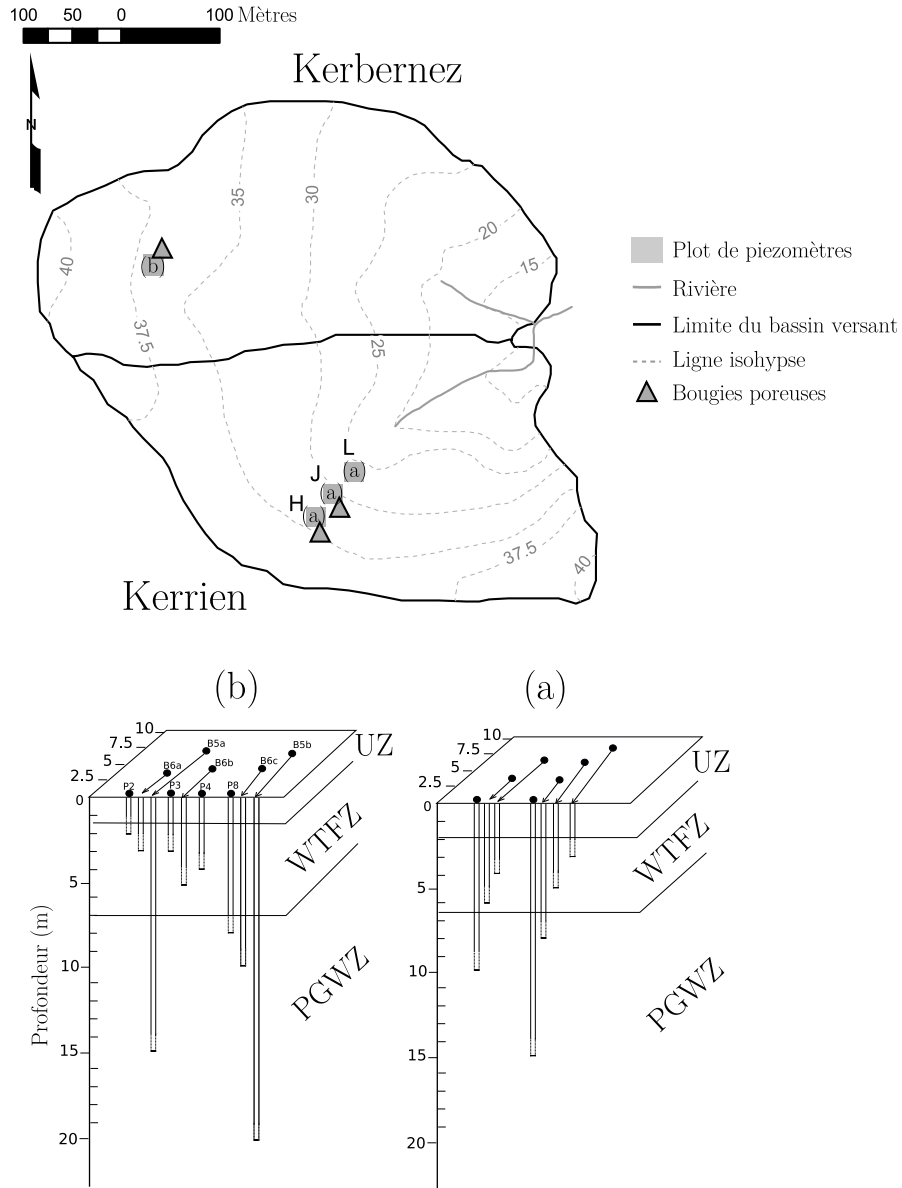 100 50 0 100 Mètres
Kerbernez
N
35
30
20
40
(b)
15
37.5
25
Plot de piezomètres
Rivière
Limite du bassin versant
Ligne isohypse
Bougies poreuses
L
(a)
J
(a)
H
(a)
37.5
40
Kerrien
(b)
(a)
10
7.5
5
2.5
0
B5a
B5b
B6a
B6b
B6c
P2
P3
P4
P8
UZ
WTFZ
PGWZ
5
10
15
20
Profondeur (m)
10
7.5
5
2.5
0
UZ
WTFZ
PGWZ
5
10
15
20